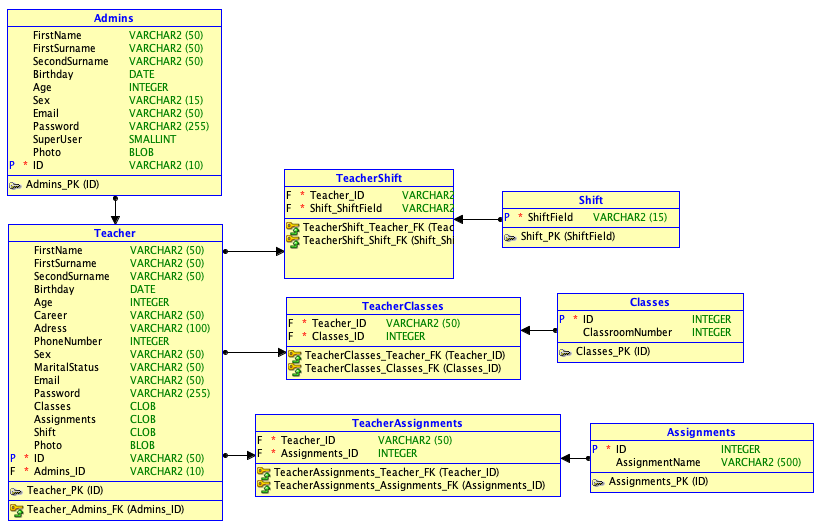 Admins
FirstName VARCHAR2 (50)
FirstSurname VARCHAR2 (50)
SecondSurname VARCHAR2 (50)
Birthday DATE
Age INTEGER
Sex VARCHAR2 (15)
Email VARCHAR2 (50)
Password VARCHAR2 (255)
SuperUser SMALLINT
Photo BLOB
P * ID VARCHAR2 (10)
Admins_PK (ID)
Teacher
FirstName VARCHAR2 (50)
FirstSurname VARCHAR2 (50)
SecondSurname VARCHAR2 (50)
Birthday DATE
Age INTEGER
Career VARCHAR2 (50)
Adress VARCHAR2 (100)
PhoneNumber INTEGER
Sex VARCHAR2 (50)
MaritalStatus VARCHAR2 (50)
Email VARCHAR2 (50)
Password VARCHAR2 (255)
Classes CLOB
Assignments CLOB
Shift CLOB
Photo BLOB
P * ID VARCHAR2 (50)
F * Admins_ID VARCHAR2 (10)
Teacher_PK (ID)
Teacher_Admins_FK (Admins_ID)
TeacherShift
F * Teacher_ID VARCHAR2
F * Shift_ShiftField VARCHAR2
TeacherShift_Teacher_FK (Teac
TeacherShift_Shift_FK (Shift_Sh
Shift
P * ShiftField VARCHAR2 (15)
Shift_PK (ShiftField)
TeacherClasses
F * Teacher_ID VARCHAR2 (50)
F * Classes_ID INTEGER
TeacherClasses_Teacher_FK (Teacher_ID)
TeacherClasses_Classes_FK (Classes_ID)
Classes
P * ID INTEGER
ClassroomNumber INTEGER
Classes_PK (ID)
TeacherAssignments
F * Teacher_ID VARCHAR2 (50)
F * Assignments_ID INTEGER
TeacherAssignments_Teacher_FK (Teacher_ID)
TeacherAssignments_Assignments_FK (Assignments_ID)
Assignments
P * ID INTEGER
AssignmentName VARCHAR2 (500)
Assignments_PK (ID)